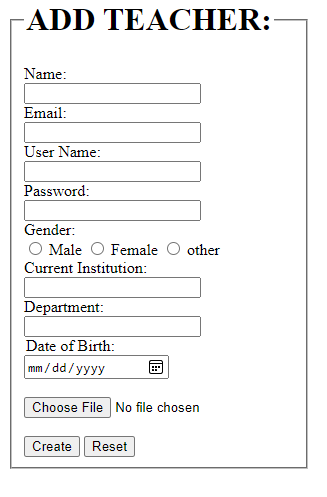 ADD TEACHER:
Name:
Email:
User Name:
Password:
Gender:
Male Female other
Current Institution:
Department:
Date of Birth:
mm/dd/yyyy
Choose File No file chosen
Create Reset